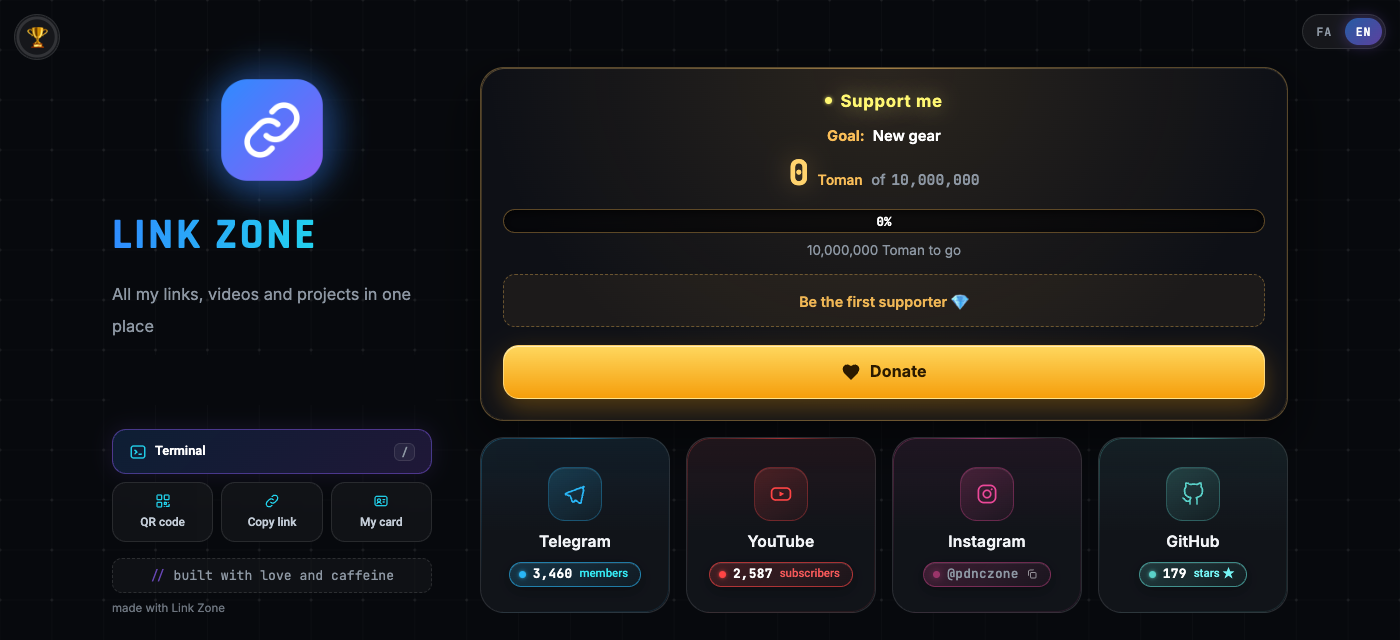 FA EN
LINK ZONE
All my links, videos and projects in one
place
Terminal /
QR code Copy link My card
// built with love and caffeine
made with Link Zone
Support me
Goal: New gear
0 Toman of 10,000,000
0%
10,000,000 Toman to go
Be the first supporter 💎
Donate
Telegram
3,460 members
YouTube
2,587 subscribers
Instagram
@pdnczone
GitHub
179 stars ★